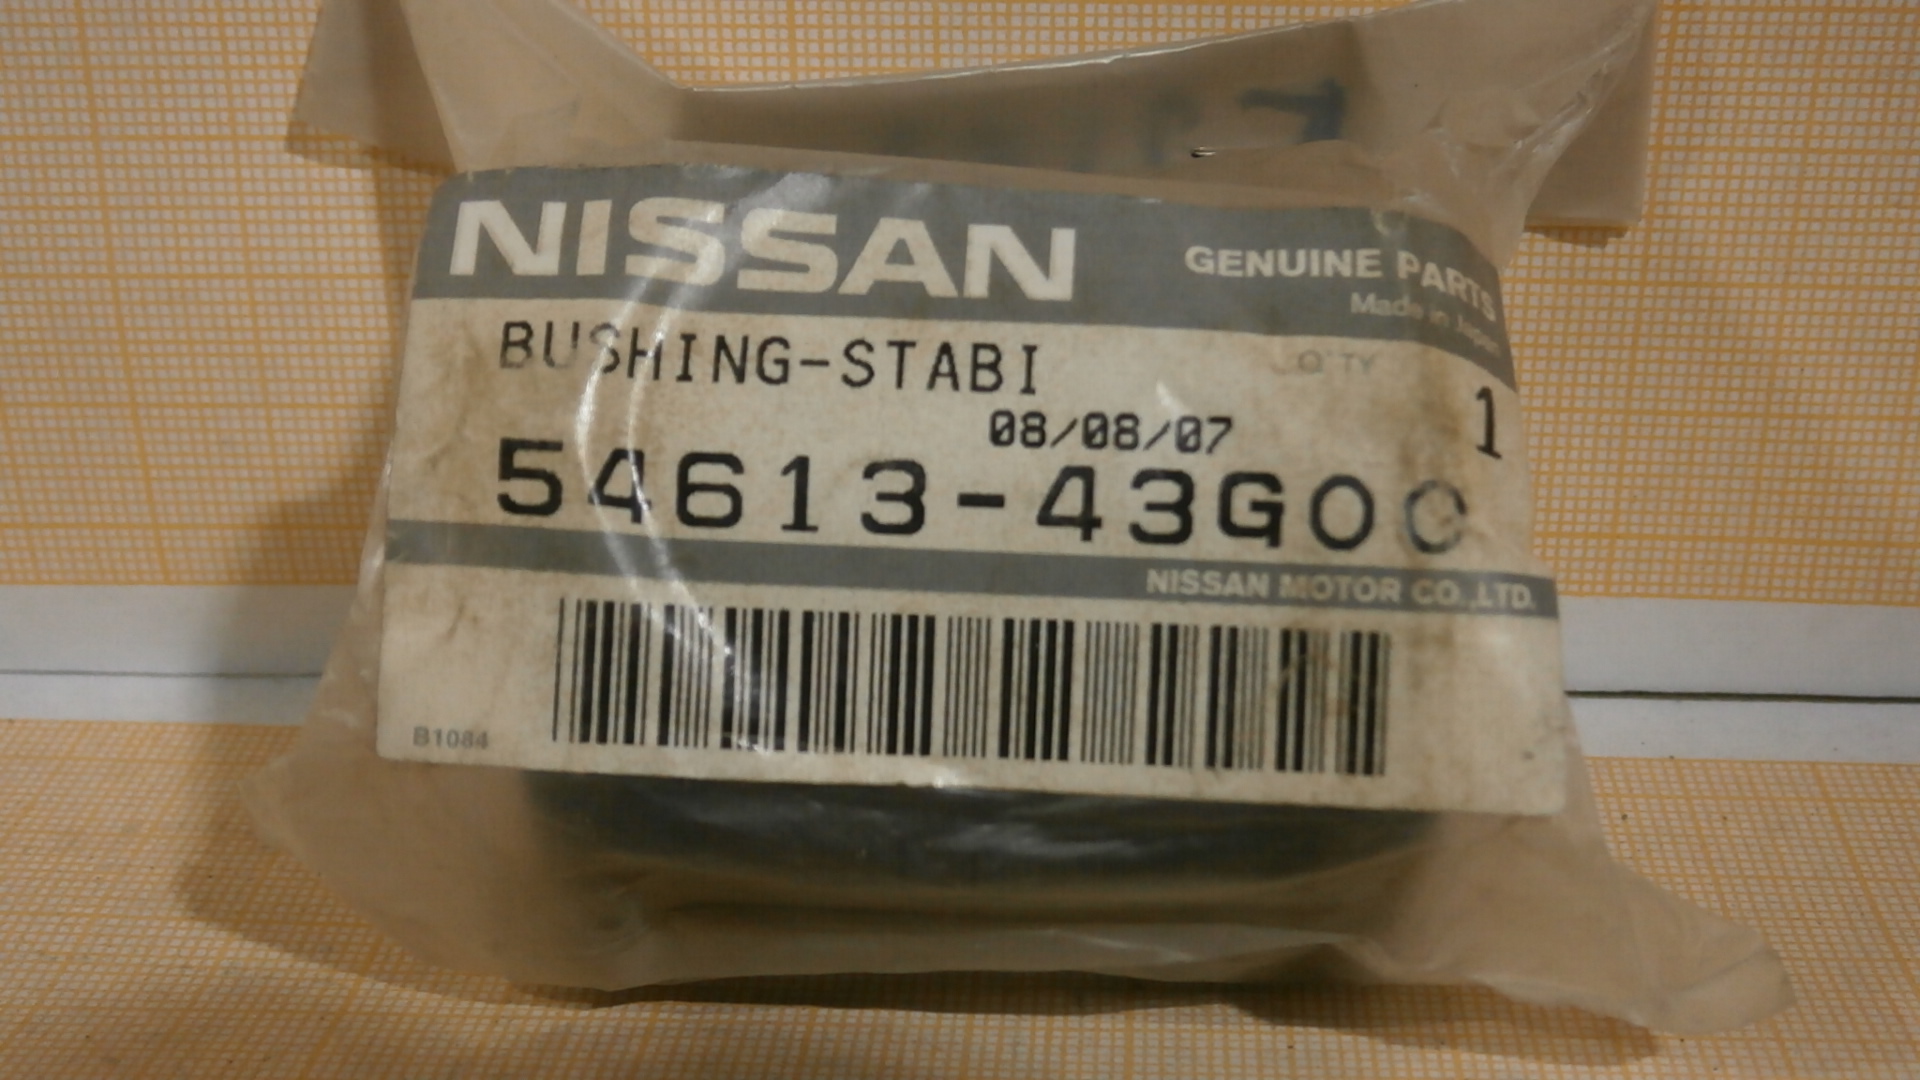 NISSAN
GENUINE PARTS
Made in Japan
BUSHING-STABI
Q'TY
1
08/08/07
54613-43G00
NISSAN MOTOR CO.,LTD.
B1084